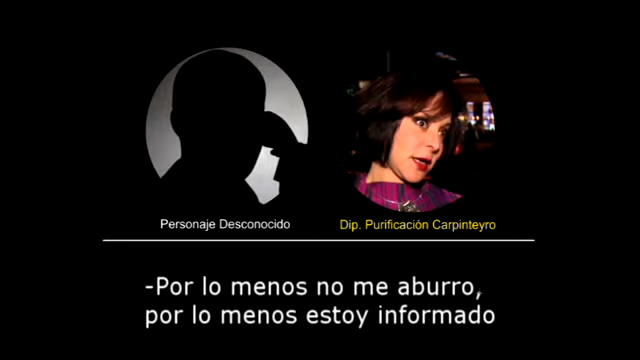 Personaje Desconocido
Dip. Purificación Carpinteyro
-Por lo menos no me aburro,
por lo menos estoy informado